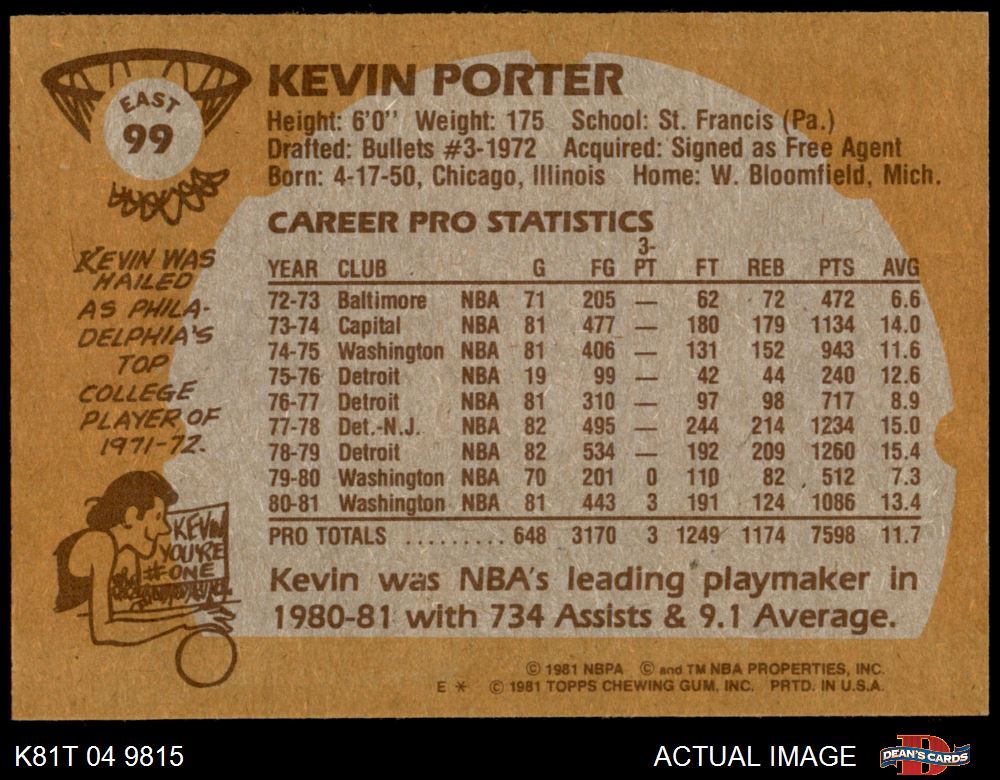 EAST
99
KEVIN PORTER
Height: 6'0'' Weight: 175 School: St. Francis (Pa.)
Drafted: Bullets #3-1972 Acquired: Signed as Free Agent
Born: 4-17-50, Chicago, Illinois Home: W. Bloomfield, Mich.
CAREER PRO STATISTICS
YEAR CLUB G FG 3-PT FT REB PTS AVG
72-73 Baltimore NBA 71 205 — 62 72 472 6.6
73-74 Capital NBA 81 477 — 180 179 1134 14.0
74-75 Washington NBA 81 406 — 131 152 943 11.6
75-76 Detroit NBA 19 99 — 42 44 240 12.6
76-77 Detroit NBA 81 310 — 97 98 717 8.9
77-78 Det.-N.J. NBA 82 495 — 244 214 1234 15.0
78-79 Detroit NBA 82 534 — 192 209 1260 15.4
79-80 Washington NBA 70 201 0 110 82 512 7.3
80-81 Washington NBA 81 443 3 191 124 1086 13.4
PRO TOTALS ......... 648 3170 3 1249 1174 7598 11.7
Kevin was NBA's leading playmaker in
1980-81 with 734 Assists & 9.1 Average.
KEVIN WAS
HAILED
AS PHILA-
DELPHIA'S
TOP
COLLEGE
PLAYER OF
1971-72.
KEVIN
YOU'RE
#ONE
© 1981 NBPA © and TM NBA PROPERTIES, INC.
E * © 1981 TOPPS CHEWING GUM, INC. PRTD. IN U.S.A.
K81T 04 9815
ACTUAL IMAGE
DEAN'S CARDS